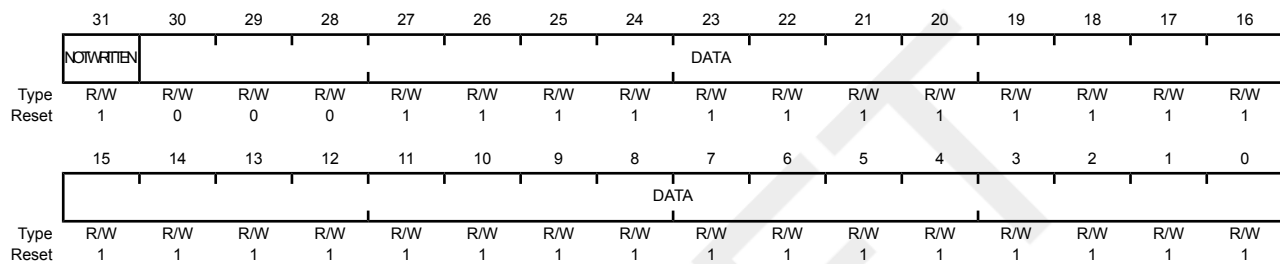 31 30 29 28 27 26 25 24 23 22 21 20 19 18 17 16
NOTWRITTEN DATA
Type R/W R/W R/W R/W R/W R/W R/W R/W R/W R/W R/W R/W R/W R/W R/W R/W
Reset 1 0 0 0 1 1 1 1 1 1 1 1 1 1 1 1
15 14 13 12 11 10 9 8 7 6 5 4 3 2 1 0
DATA
Type R/W R/W R/W R/W R/W R/W R/W R/W R/W R/W R/W R/W R/W R/W R/W R/W
Reset 1 1 1 1 1 1 1 1 1 1 1 1 1 1 1 1